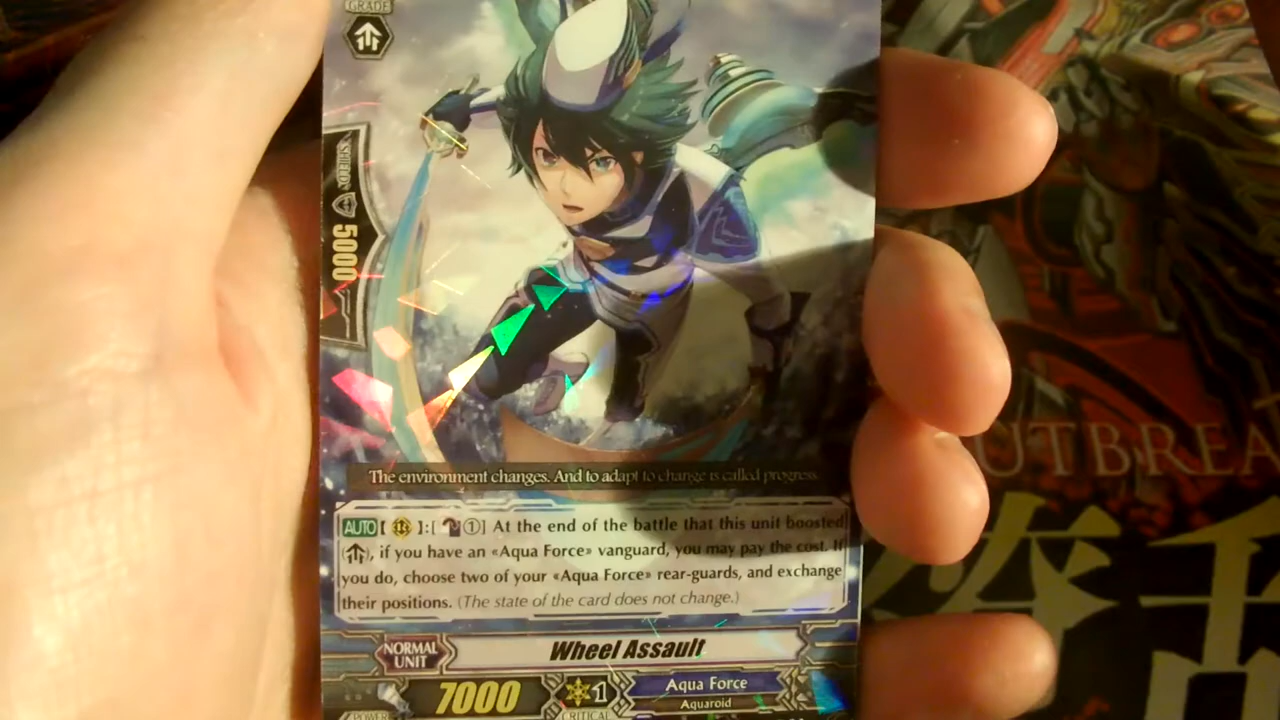 GRADE
SHIELD
5000
The environment changes. And to adapt to change is called progress.
AUTO [ ]:[ ①] At the end of the battle that this unit boosted
( ), if you have an «Aqua Force» vanguard, you may pay the cost. If
you do, choose two of your «Aqua Force» rear-guards, and exchange
their positions. (The state of the card does not change.)
NORMAL
UNIT
Wheel Assault
POWER
7000
1
CRITICAL
Aqua Force
Aquaroid
UTBREA